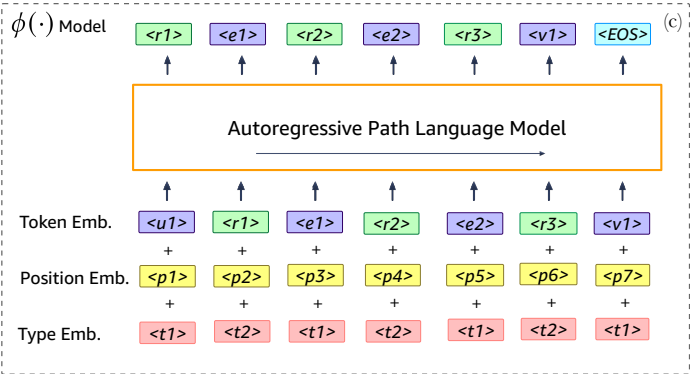 ϕ(·) Model <r1> <e1> <r2> <e2> <r3> <v1> <EOS> (c)
Autoregressive Path Language Model
Token Emb. <u1> <r1> <e1> <r2> <e2> <r3> <v1>
+ + + + + + +
Position Emb. <p1> <p2> <p3> <p4> <p5> <p6> <p7>
+ + + + + + +
Type Emb. <t1> <t2> <t1> <t2> <t1> <t2> <t1>